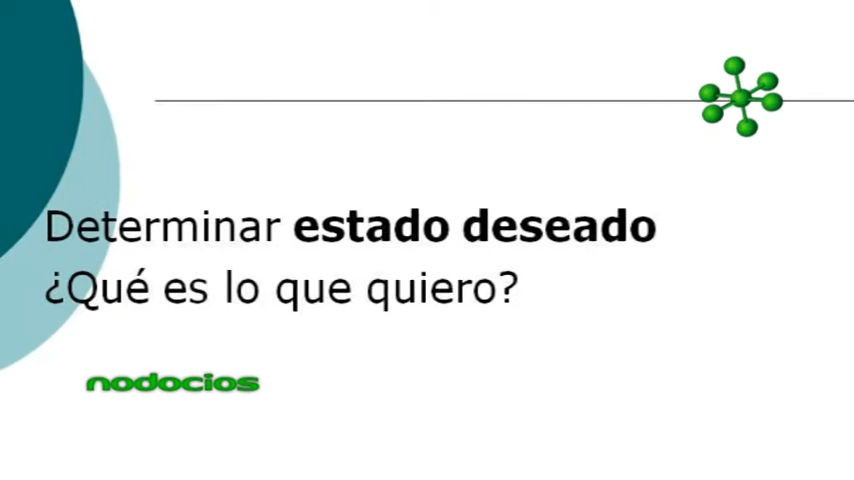 Determinar estado deseado
¿Qué es lo que quiero?
nodocios